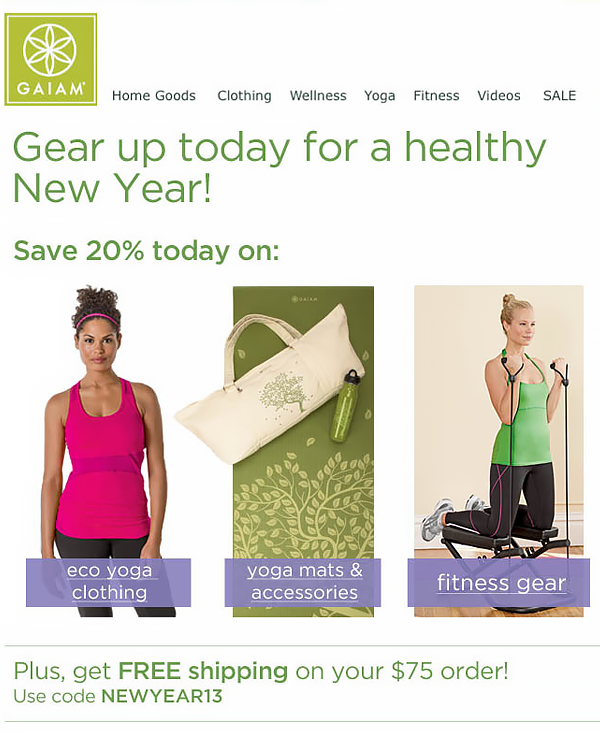 GAIAM
Home Goods Clothing Wellness Yoga Fitness Videos SALE
Gear up today for a healthy
New Year!
Save 20% today on:
GAIAM
eco yoga
clothing
yoga mats &
accessories
fitness gear
Plus, get FREE shipping on your $75 order!
Use code NEWYEAR13